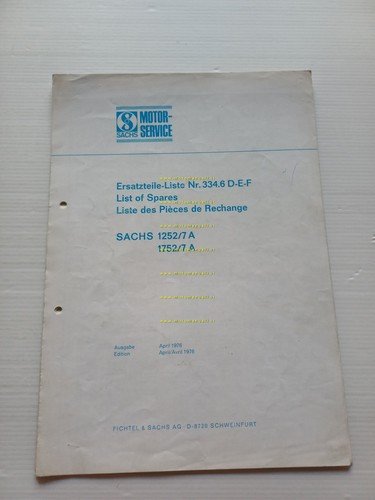 SACHS
MOTOR-
SERVICE
Ersatzteile-Liste Nr. 334.6 D-E-F
List of Spares
Liste des Pièces de Rechange
SACHS 1252/7 A
1752/7 A
Ausgabe April 1976
Edition April/Avril 1976
FICHTEL & SACHS AG · D-8720 SCHWEINFURT